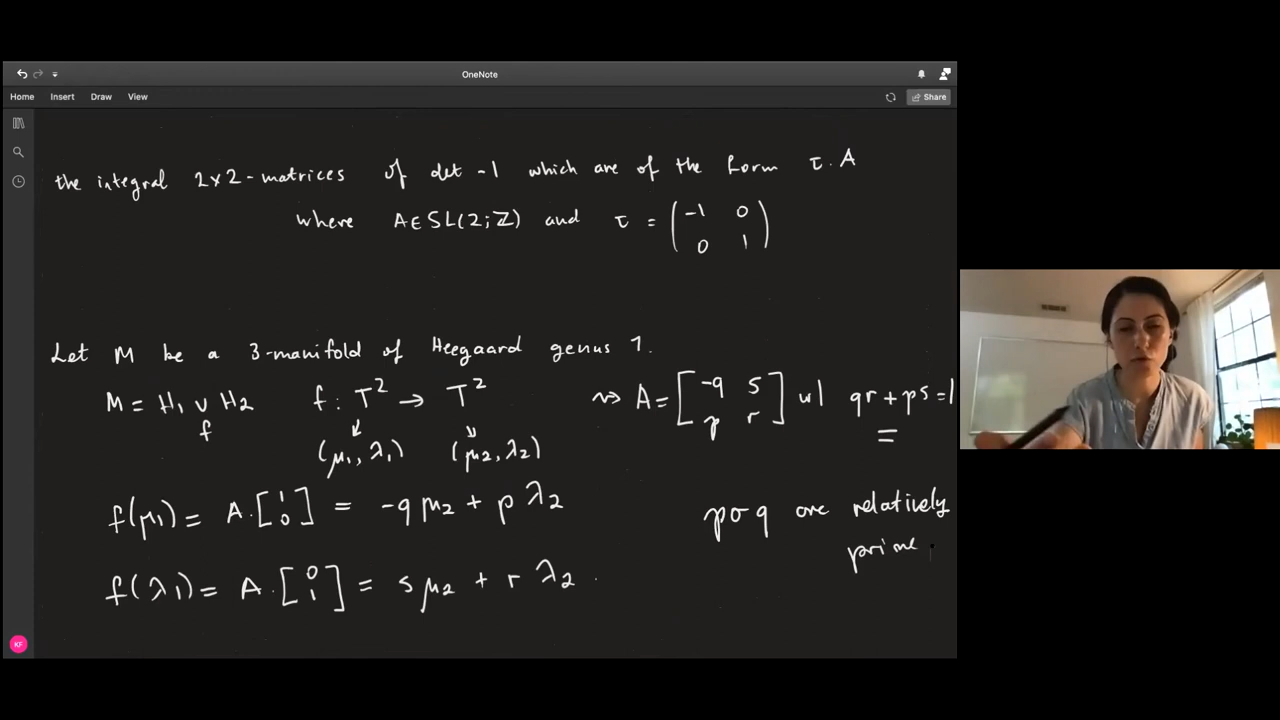 OneNote
Home Insert Draw View
Share
the integral 2x2-matrices of det -1 which are of the form τ. A
where A∈SL(2;ℤ) and τ = (-1 0
0 1)
Let M be a 3-manifold of Heegaard genus 1.
M = H₁ ∪ H₂ f : T² → T² ⇝ A = [-q s w/ qr + ps = 1
f p r]
(μ₁, λ₁) (μ₂, λ₂) =
f(μ₁) = A.[1 0] = -q μ₂ + p λ₂
p σ q are relatively
prime
f(λ₁) = A.[0 1] = s μ₂ + r λ₂.
KF